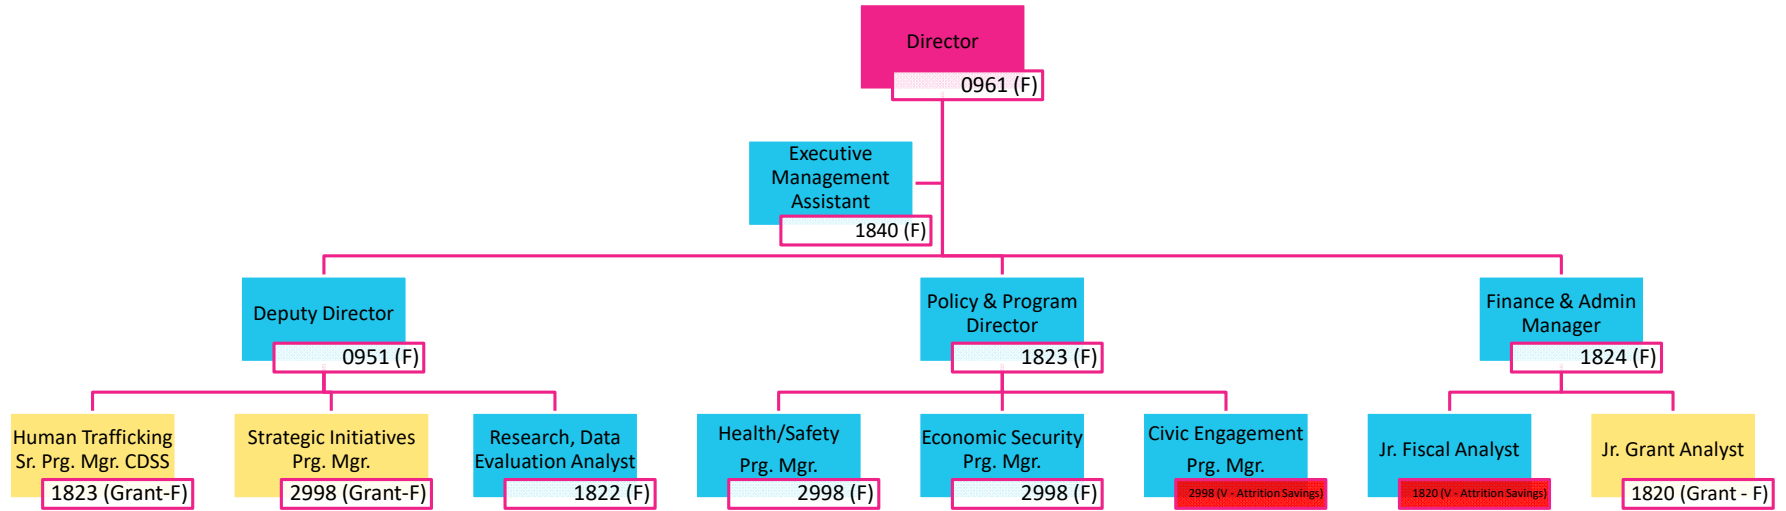 Director
0961 (F)
Executive
Management
Assistant
1840 (F)
Deputy Director
0951 (F)
Policy & Program
Director
1823 (F)
Finance & Admin
Manager
1824 (F)
Human Trafficking
Sr. Prg. Mgr. CDSS
1823 (Grant-F)
Strategic Initiatives
Prg. Mgr.
2998 (Grant-F)
Research, Data
Evaluation Analyst
1822 (F)
Health/Safety
Prg. Mgr.
2998 (F)
Economic Security
Prg. Mgr.
2998 (F)
Civic Engagement
Prg. Mgr.
2998 (V - Attrition Savings)
Jr. Fiscal Analyst
1820 (V - Attrition Savings)
Jr. Grant Analyst
1820 (Grant - F)